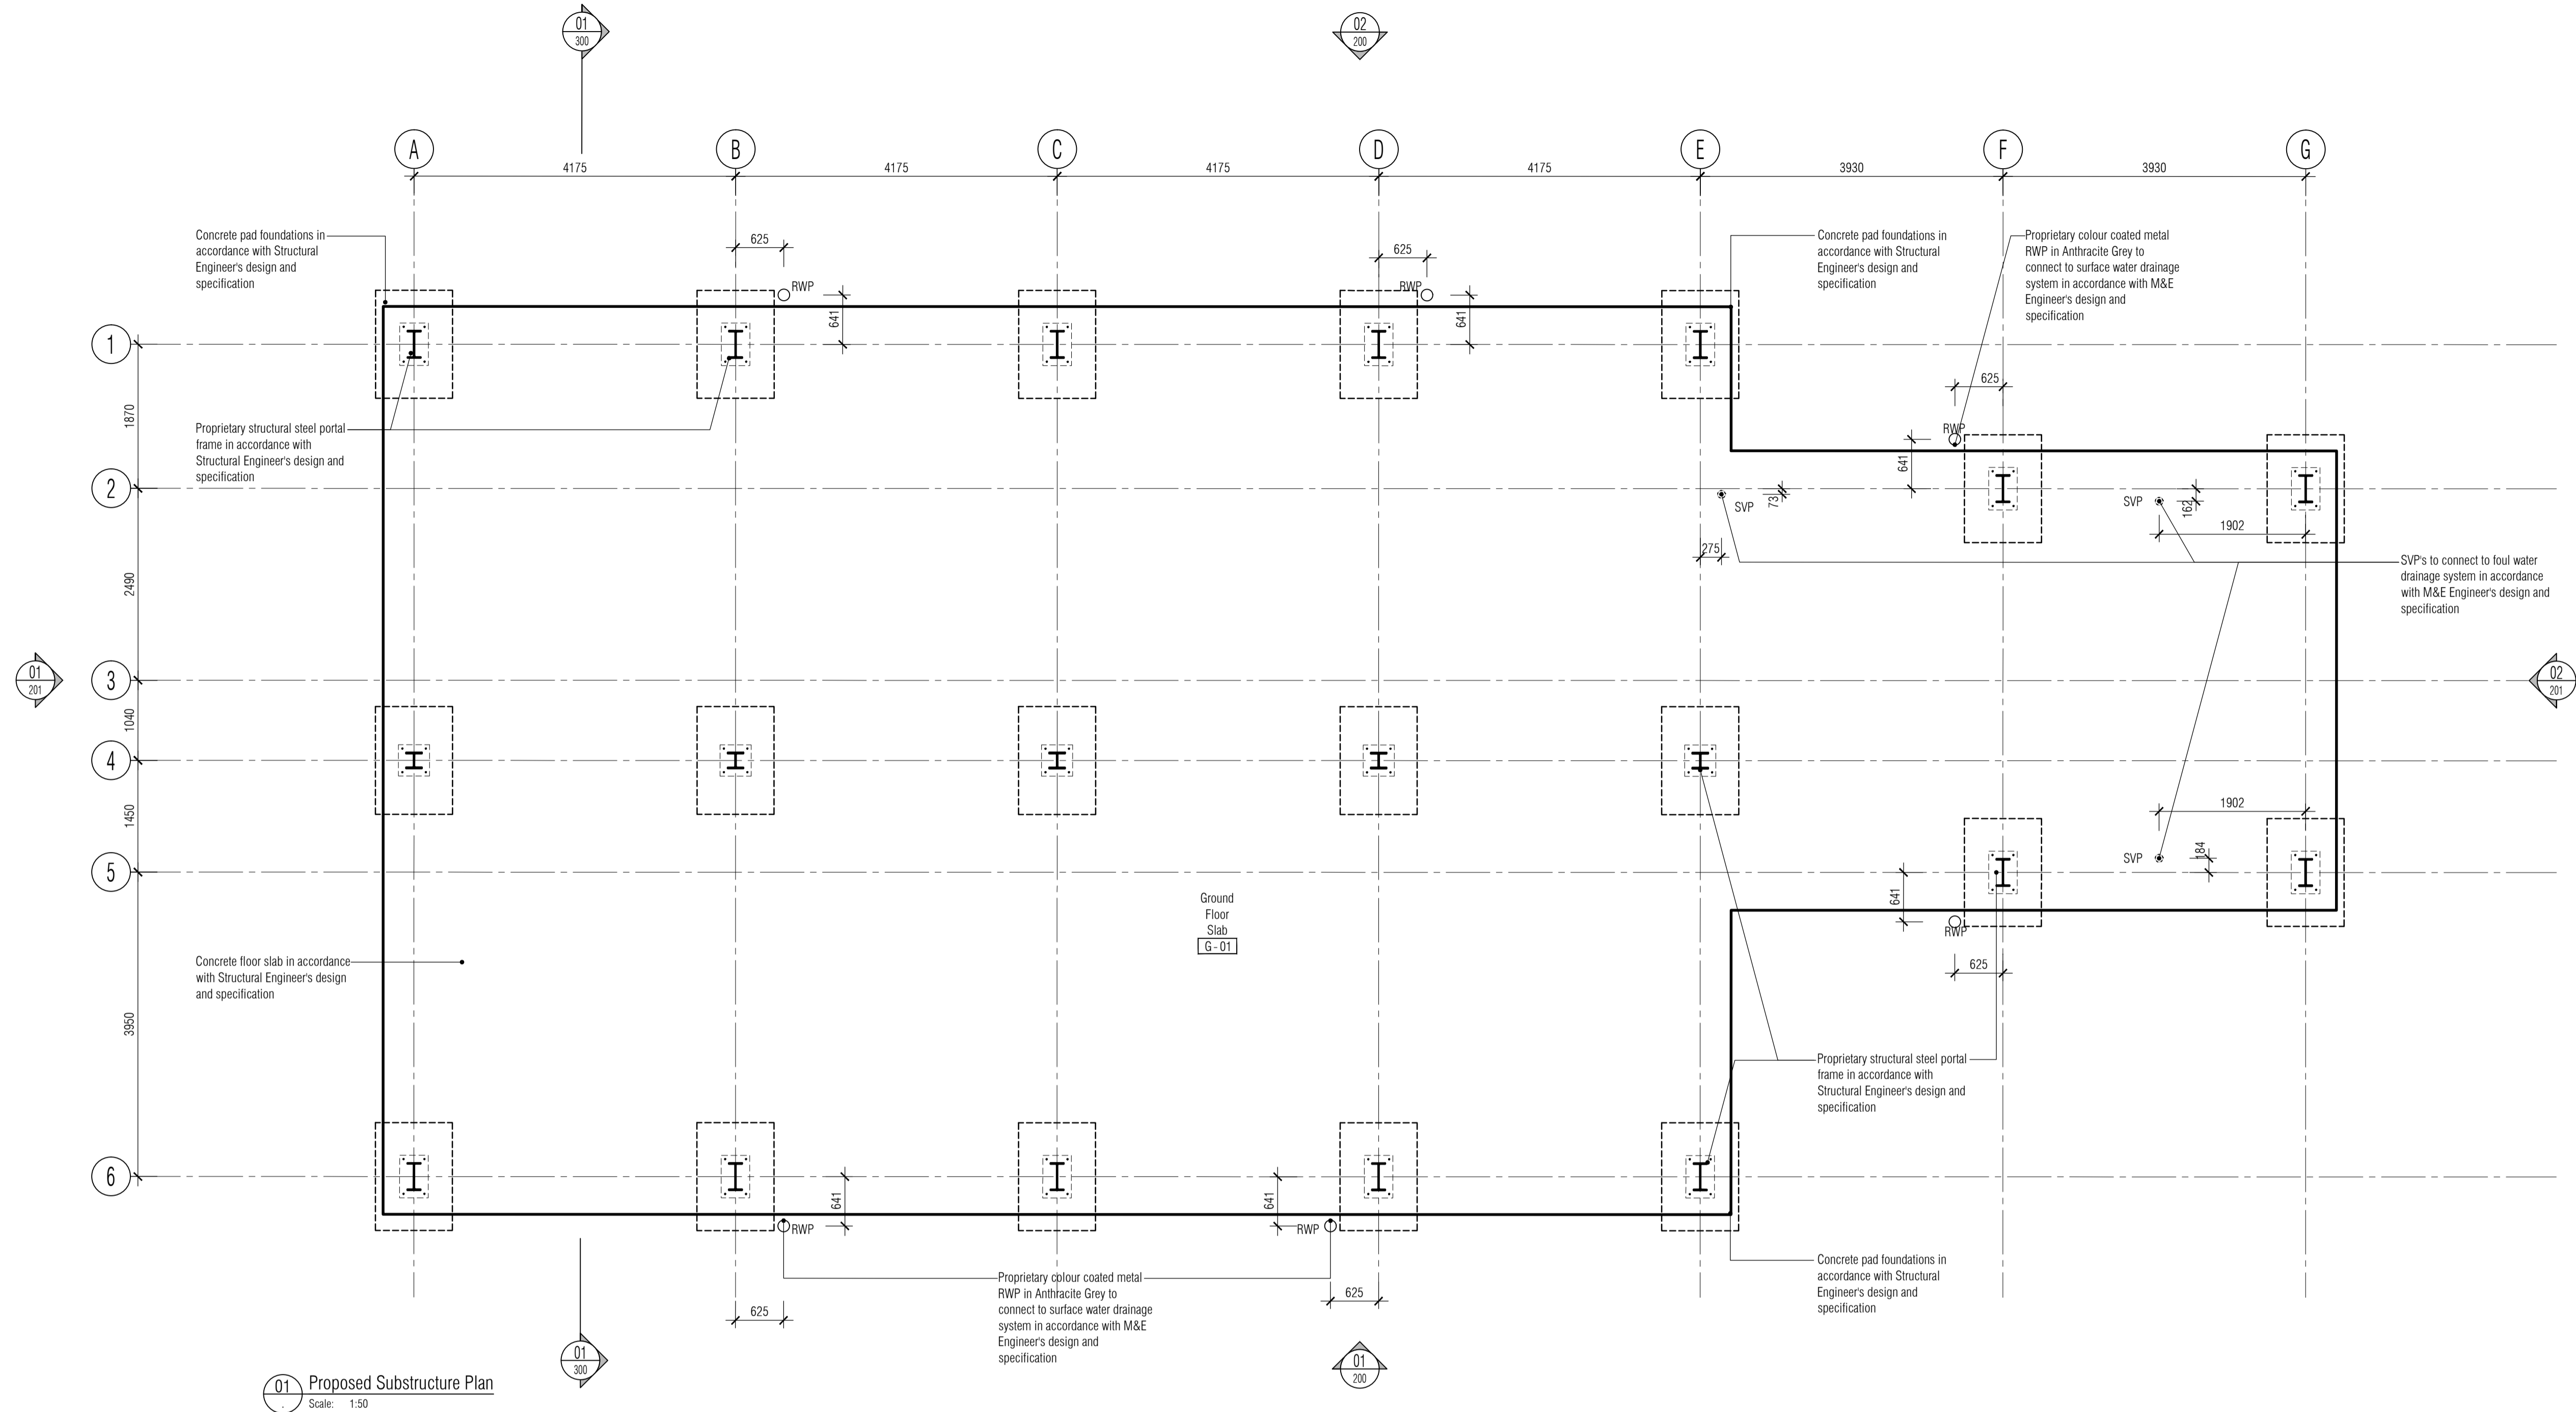 01
300
02
200
A
B
C
D
E
F
G
4175
4175
4175
4175
3930
3930
Concrete pad foundations in
accordance with Structural
Engineer's design and
specification
625
625
Concrete pad foundations in
accordance with Structural
Engineer's design and
specification
Proprietary colour coated metal
RWP in Anthracite Grey to
connect to surface water drainage
system in accordance with M&E
Engineer's design and
specification
RWP
RWP
641
641
1
1870
625
Proprietary structural steel portal
frame in accordance with
Structural Engineer's design and
specification
RWP
641
2
73
SVP
SVP
162
1902
275
2490
SVP's to connect to foul water
drainage system in accordance
with M&E Engineer's design and
specification
01
201
3
02
201
1040
4
1450
1902
SVP
184
5
641
Ground
Floor
Slab
G - 01
RWP
Concrete floor slab in accordance
with Structural Engineer's design
and specification
625
3950
Proprietary structural steel portal
frame in accordance with
Structural Engineer's design and
specification
6
641
641
RWP
RWP
Concrete pad foundations in
accordance with Structural
Engineer's design and
specification
Proprietary colour coated metal
RWP in Anthracite Grey to
connect to surface water drainage
system in accordance with M&E
Engineer's design and
specification
625
625
01
300
01
200
01
Proposed Substructure Plan
Scale: 1:50